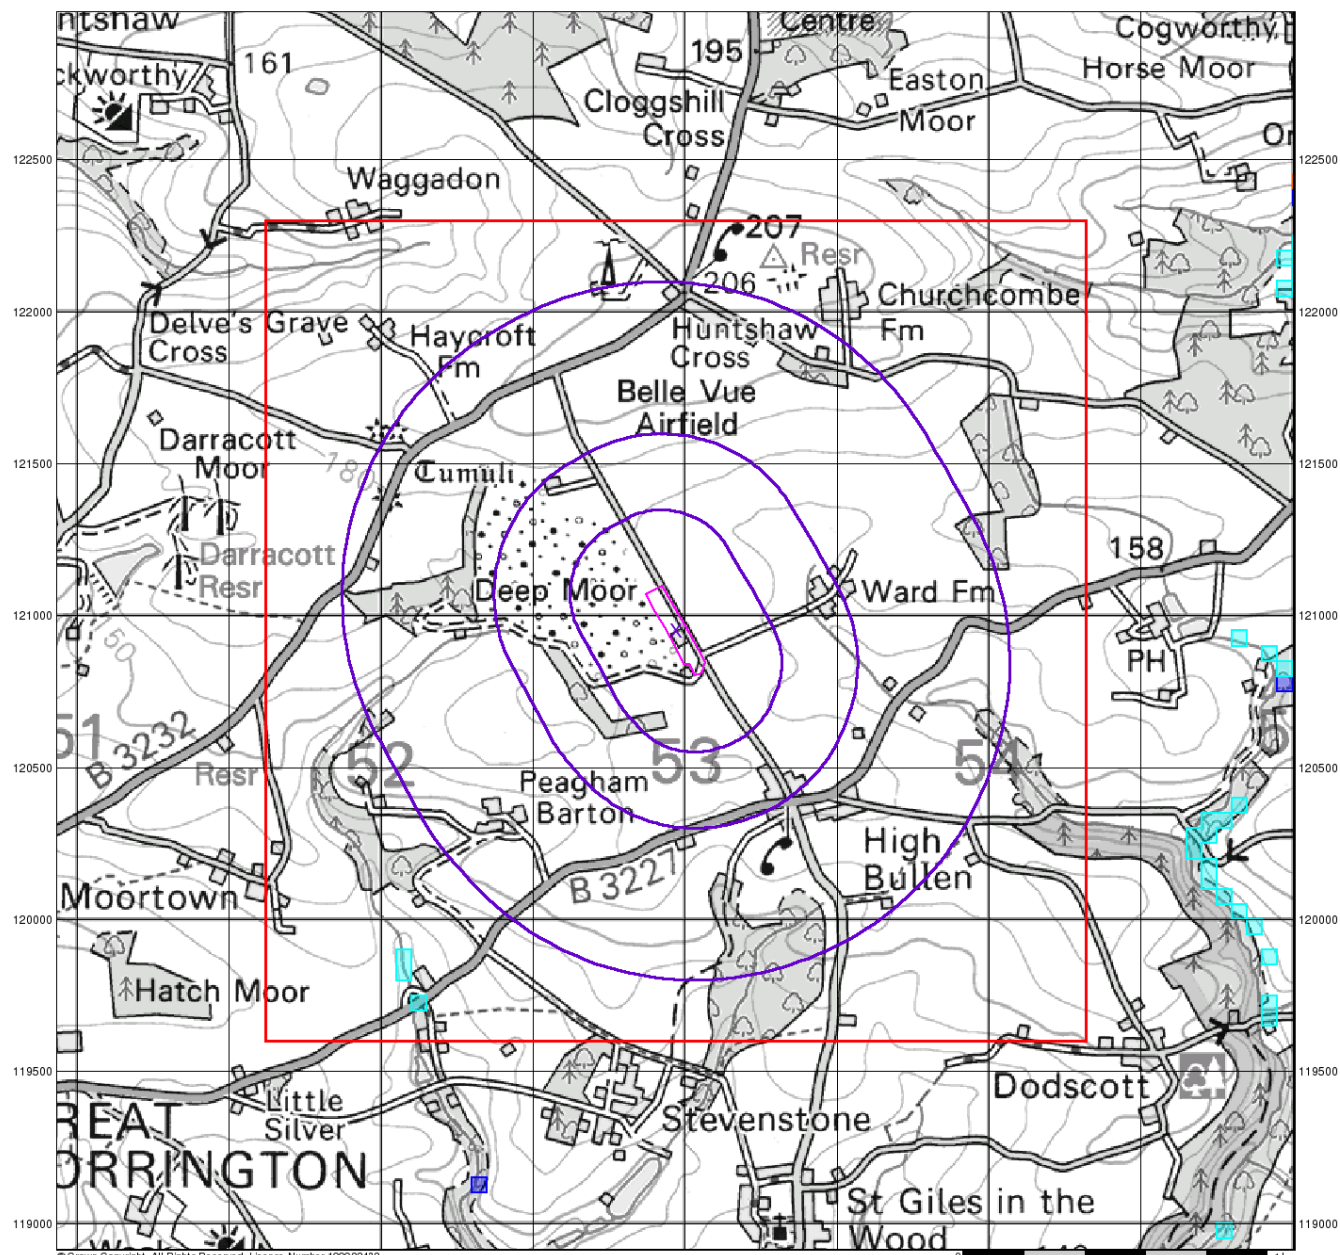 ntshaw
Centre
Cogworthy
195
161
ckworthy
Horse Moor
Easton
Moor
Cloggshill
Cross
122500
122500
Waggadon
207
Resr
206
Churchcombe
Fm
122000
122000
Delve's Grave
Cross
Haycroft
Fm
Huntshaw
Cross
Belle Vue
Airfield
Darracott
Moor
121500
121500
180
Tumuli
158
Darracott
Resr
Deep Moor
Ward Fm
121000
121000
50
PH
51
B 3232
Resr
52
53
54
5
120500
120500
Peagham
Barton
High
Bullen
B 3227
Moortown
120000
120000
Hatch Moor
119500
119500
Dodscott
Little
Silver
REAT
ORRINGTON
Stevenstone
St Giles in the
Wood
119000
119000